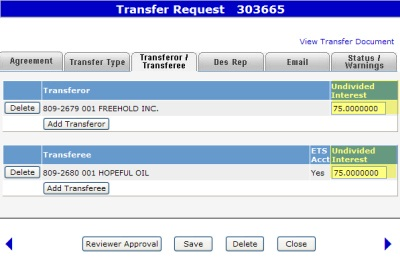 Transfer Request 303665
View Transfer Document
Agreement
Transfer Type
Transferor /
Transferee
Des Rep
Email
Status /
Warnings
Transferor
Undivided
Interest
Delete
809-2679 001 FREEHOLD INC.
75.0000000
Add Transferor
Transferee
ETS
Acct
Undivided
Interest
Delete
809-2680 001 HOPEFUL OIL
Yes
75.0000000
Add Transferee
Reviewer Approval
Save
Delete
Close